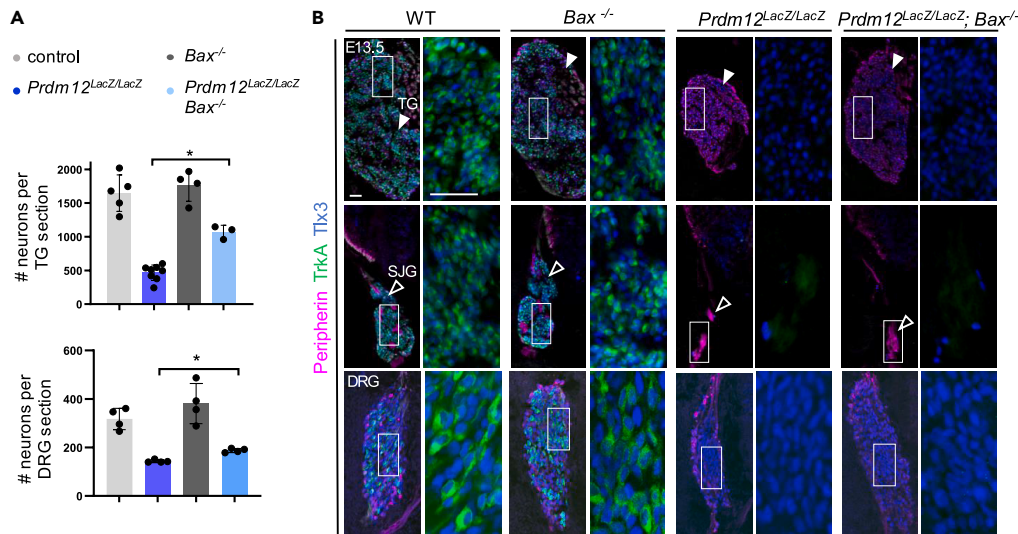 A
control
Bax-/-
Prdm12LacZ/LacZ
Prdm12LacZ/LacZ
Bax-/-
# neurons per
TG section
2000
1500
1000
500
0
*
# neurons per
DRG section
600
400
200
0
*
B
WT
Bax -/-
Prdm12LacZ/LacZ
Prdm12LacZ/LacZ; Bax-/-
Peripherin TrkA Tlx3
E13.5
TG
SJG
DRG